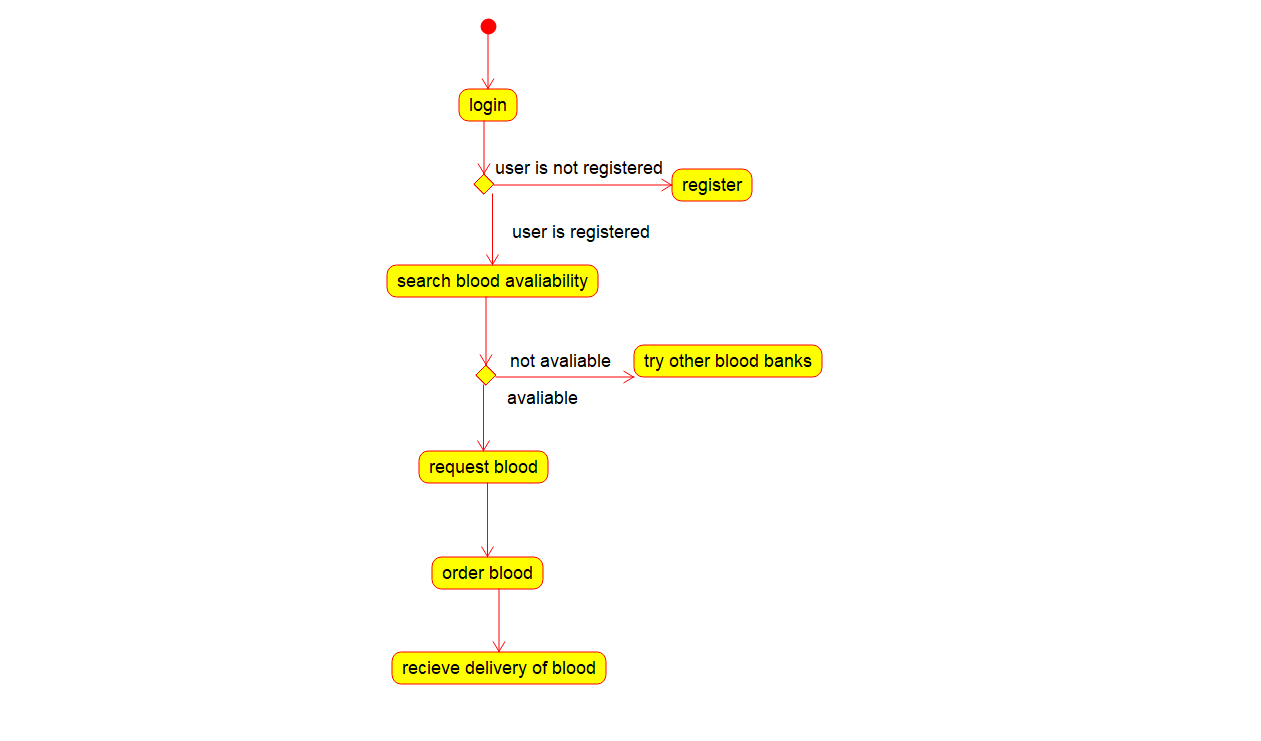 login
user is not registered
register
user is registered
search blood avaliability
not avaliable
try other blood banks
avaliable
request blood
order blood
recieve delivery of blood